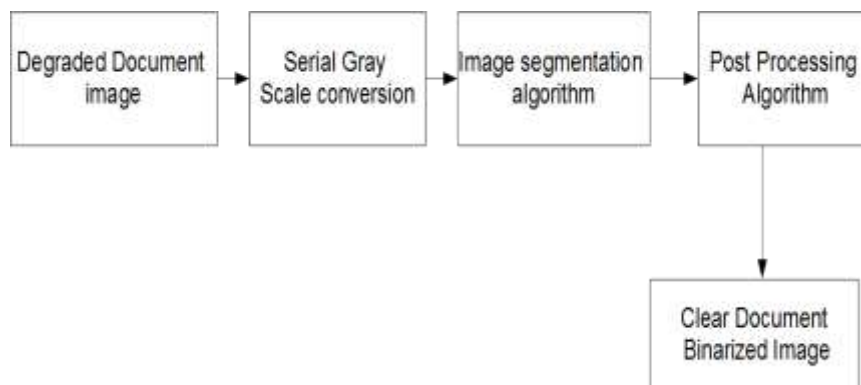 Degraded Document
image
Serial Gray
Scale conversion
Image segmentation
algorithm
Post Processing
Algorithm
Clear Document
Binarized Image